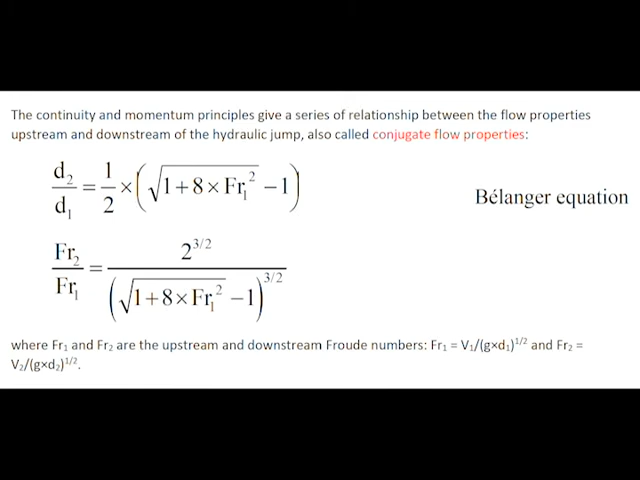 The continuity and momentum principles give a series of relationship between the flow properties
upstream and downstream of the hydraulic jump, also called conjugate flow properties:
d₂/d₁ = 1/2 × (√(1 + 8 × Fr₁²) − 1)
Bélanger equation
Fr₂/Fr₁ = 2^(3/2) / (√(1 + 8 × Fr₁²) − 1)^(3/2)
where Fr₁ and Fr₂ are the upstream and downstream Froude numbers: Fr₁ = V₁/(g×d₁)^(1/2) and Fr₂ =
V₂/(g×d₂)^(1/2).